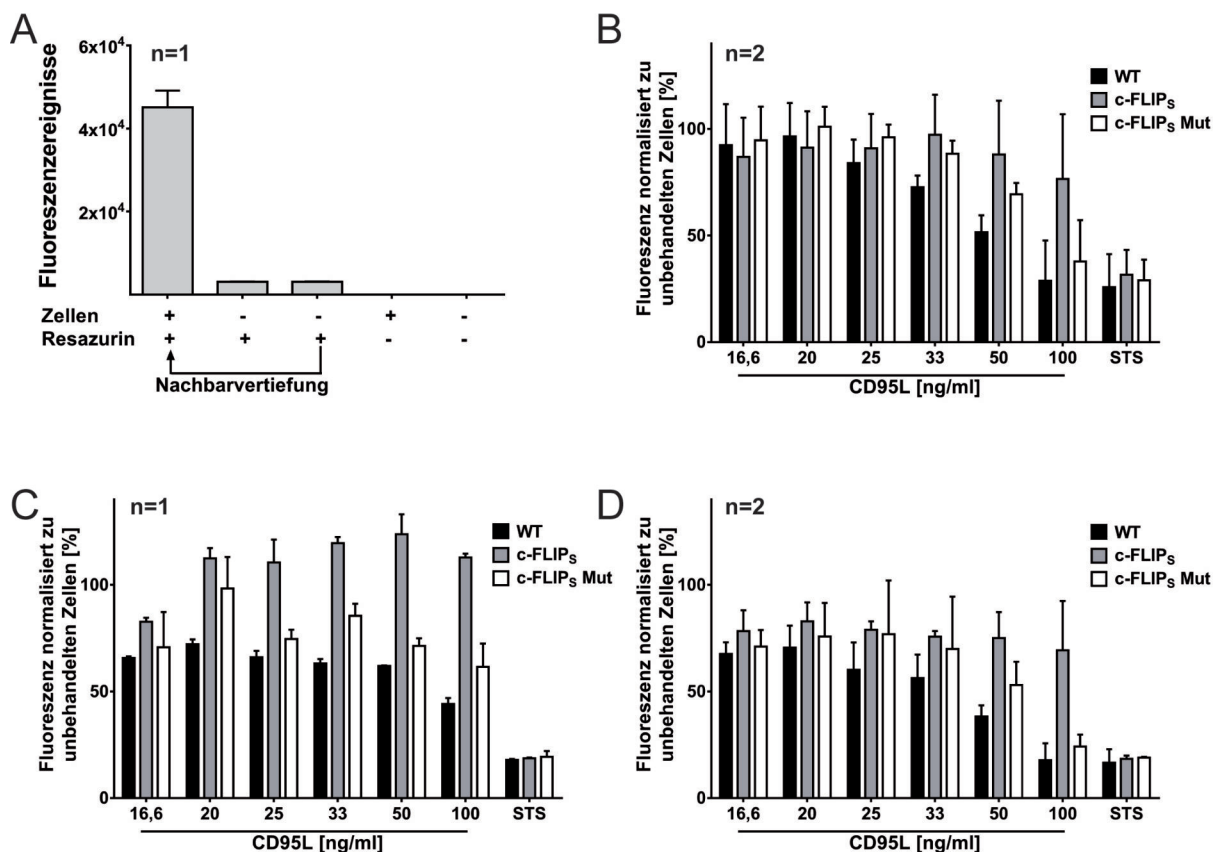 A
n=1
Fluoreszenzereignisse
6x10⁴
4x10⁴
2x10⁴
Zellen + - - + -
Resazurin + + + - -
Nachbarvertiefung
B
n=2
Fluoreszenz normalisiert zu
unbehandelten Zellen [%]
100
50
0
WT
c-FLIPS
c-FLIPS Mut
16,6 20 25 33 50 100 STS
CD95L [ng/ml]
C
n=1
Fluoreszenz normalisiert zu
unbehandelten Zellen [%]
100
50
0
WT
c-FLIPS
c-FLIPS Mut
16,6 20 25 33 50 100 STS
CD95L [ng/ml]
D
n=2
Fluoreszenz normalisiert zu
unbehandelten Zellen [%]
100
50
0
WT
c-FLIPS
c-FLIPS Mut
16,6 20 25 33 50 100 STS
CD95L [ng/ml]